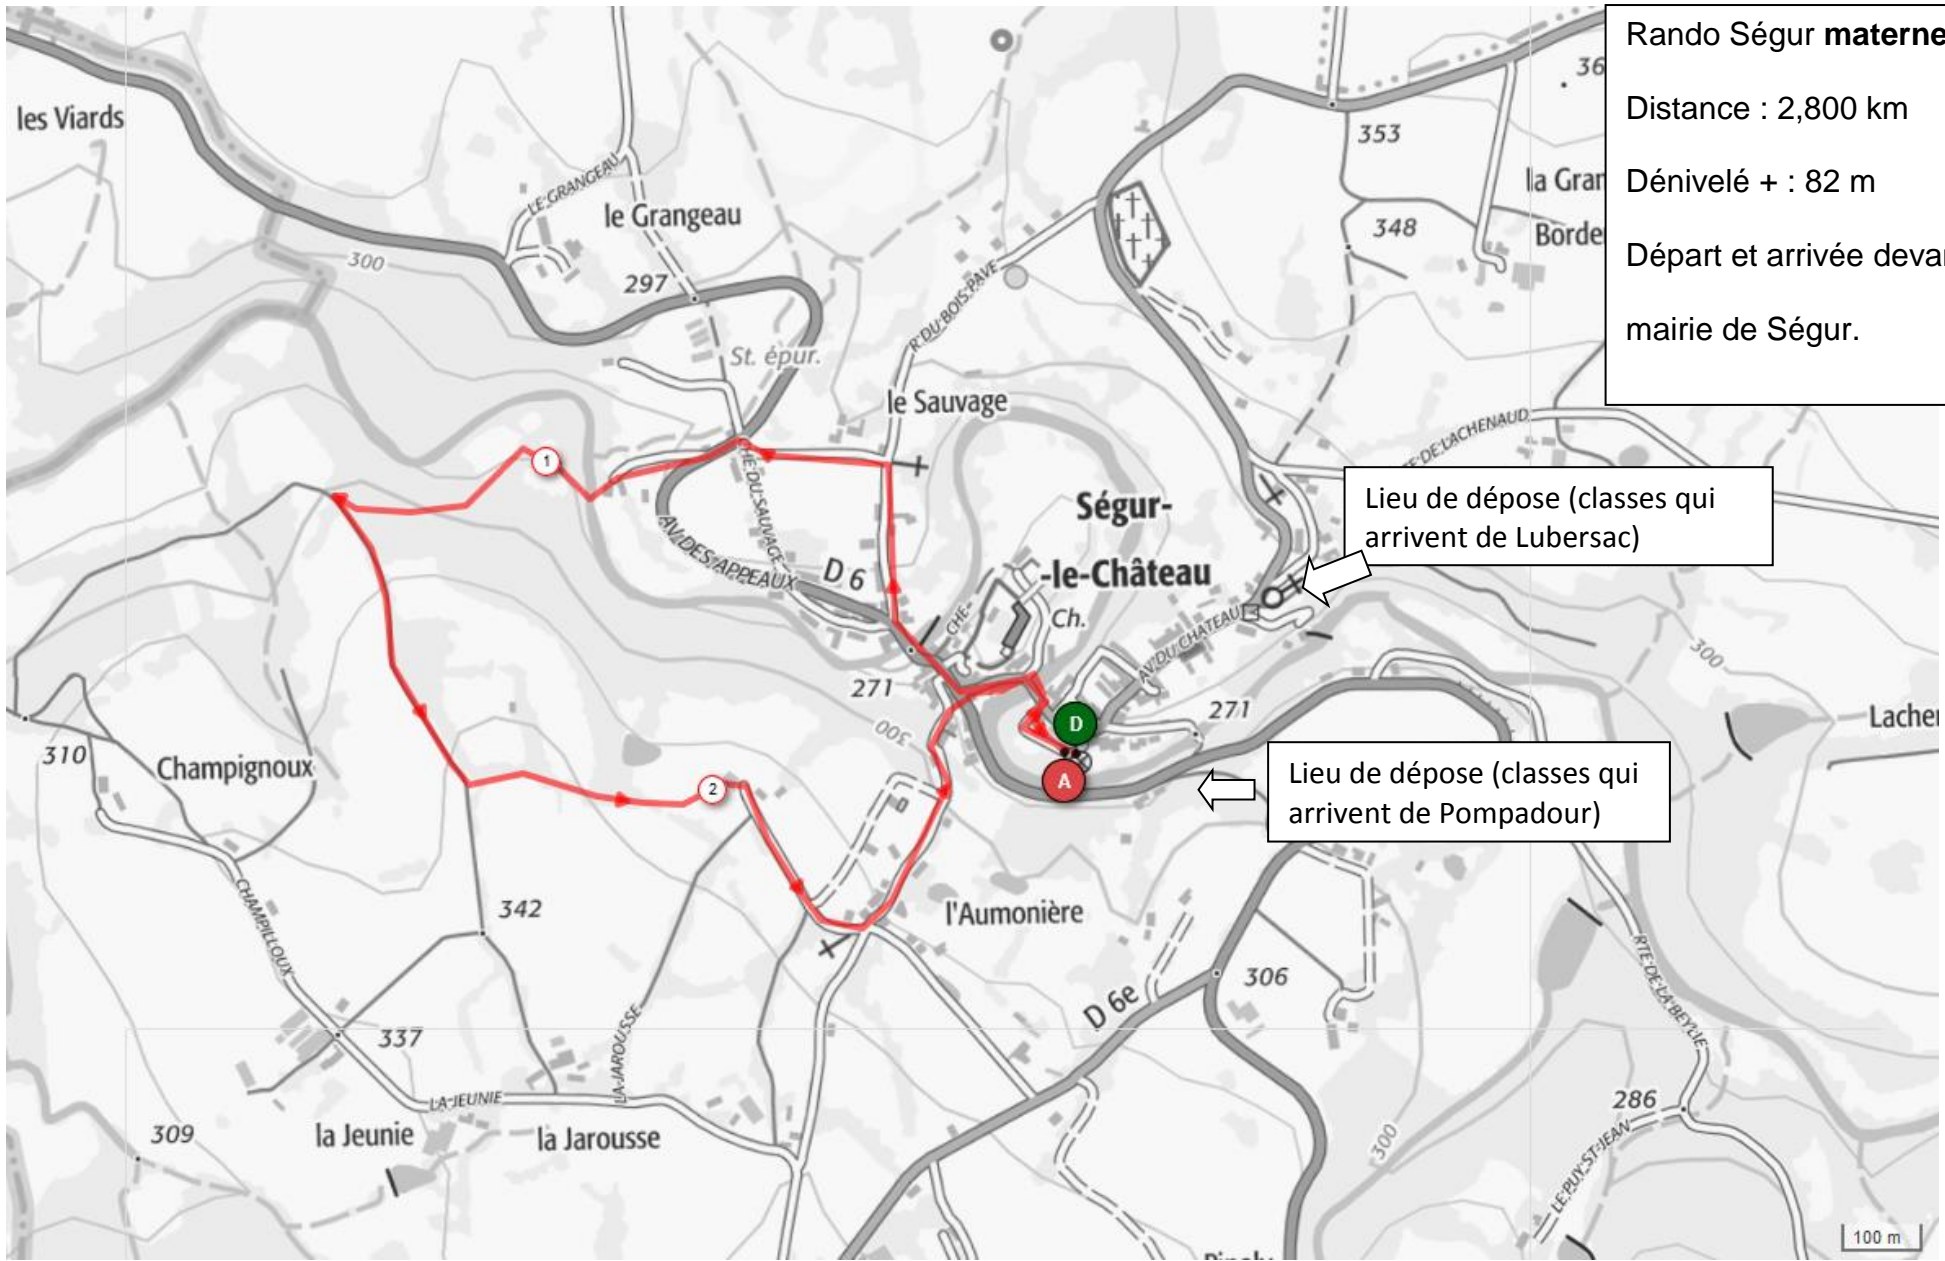 Rando Ségur materne
Distance : 2,800 km
Dénivelé + : 82 m
Départ et arrivée deva
mairie de Ségur.
les Viards
LE GRANGEAU
le Grangeau
353
la Gran
348
Borde
300
297
R DU BOIS PAVE
St. épur.
le Sauvage
1
CHE DU SAUVAGE
Ségur-
-le-Château
Lieu de dépose (classes qui
arrivent de Lubersac)
AV DES APPEAUX
D 6
CHE
Ch.
AV DU CHATEAU
300
271
D
271
300
Lacher
310
Champignoux
2
A
Lieu de dépose (classes qui
arrivent de Pompadour)
CHAMPILLOUX
342
l'Aumonière
306
D 6e
RTE DE LA BEYLIE
337
LA JAROUSSE
LA JEUNIE
286
309
la Jeunie
la Jarousse
300
LE PUY ST JEAN
100 m